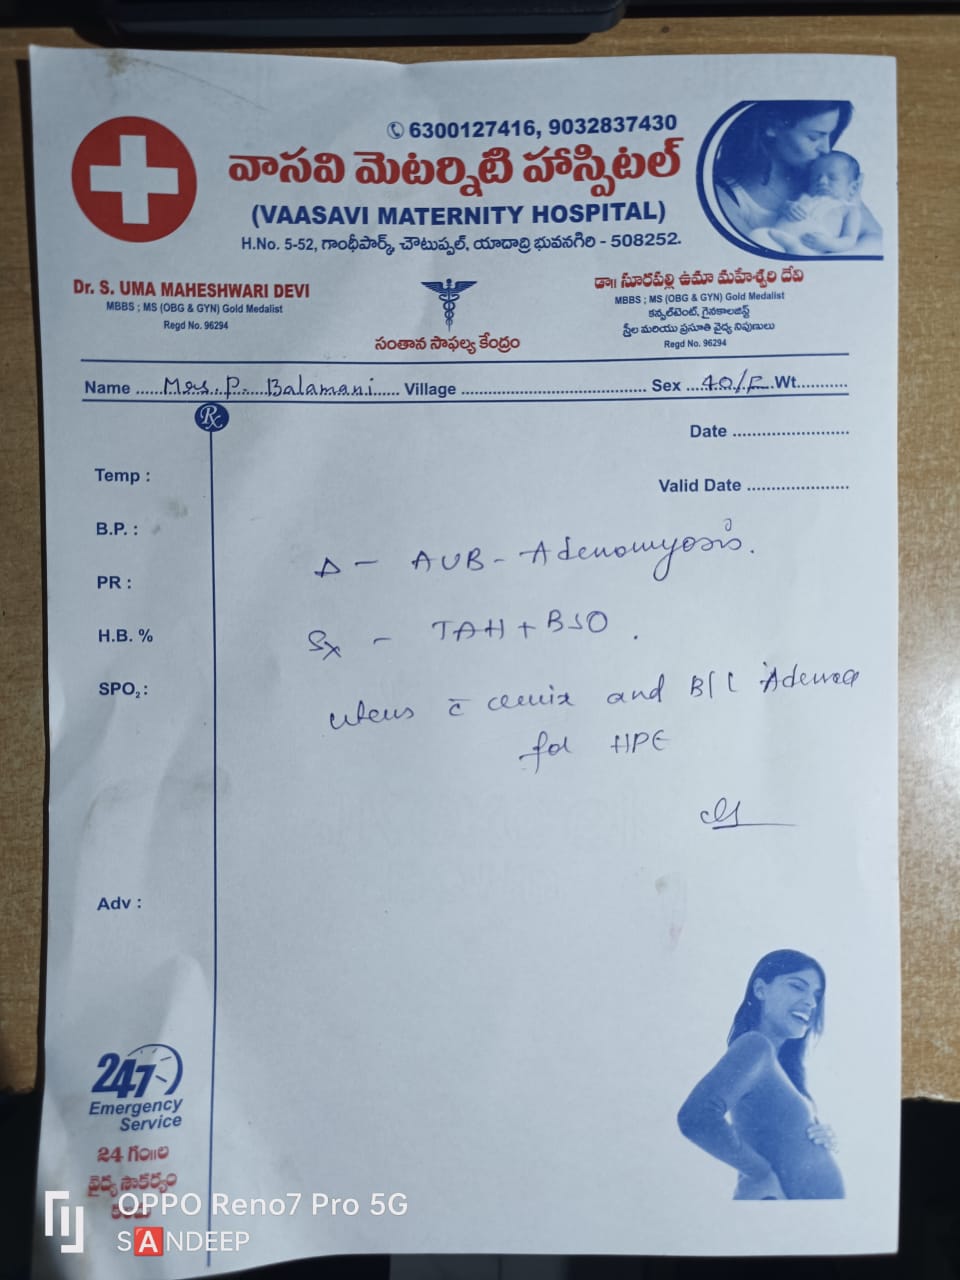 ✆ 6300127416, 9032837430
వాసవి మెటర్నిటి హాస్పిటల్
(VAASAVI MATERNITY HOSPITAL)
H.No. 5-52, గాంధీపార్క్, చౌటుప్పల్, యాదాద్రి భువనగిరి - 508252.
Dr. S. UMA MAHESHWARI DEVI
MBBS ; MS (OBG & GYN) Gold Medalist
Regd No. 96294
సంతాన సాఫల్య కేంద్రం
డా॥ సూరపల్లి ఉమా మహేశ్వరి దేవి
MBBS ; MS (OBG & GYN) Gold Medalist
కన్సల్టెంట్, గైనకాలజిస్ట్
స్త్రీల మరియు ప్రసూతి వైద్య నిపుణులు
Regd No. 96294
Name ..... Mrs. P. Balamani ..... Village ..... Sex ... 40/F .. Wt..........
Rx
Date ........................
Temp :
Valid Date .....................
B.P. :
Δ - AUB - Adenomyosis.
PR :
H.B. %
Sx - TAH + BSO .
SPO₂ :
uterus c̄ cervix and B/L Adnexa
for HPE
Adv :
247
Emergency
Service
24 గం॥ల
వైద్య సౌకర్యం
కలదు
OPPO Reno7 Pro 5G
SANDEEP